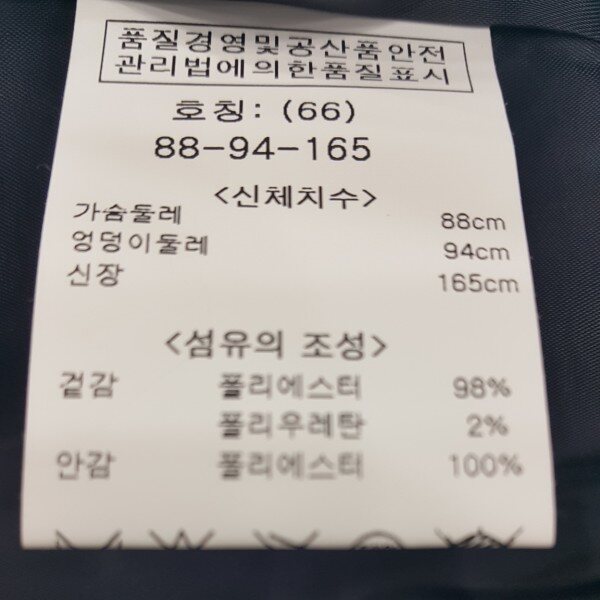 품질경영및공산품안전
관리법에의한품질표시
호칭: (66)
88-94-165
<신체치수>
가슴둘레 88cm
엉덩이둘레 94cm
신장 165cm
<섬유의 조성>
겉감 폴리에스터 98%
폴리우레탄 2%
안감 폴리에스터 100%